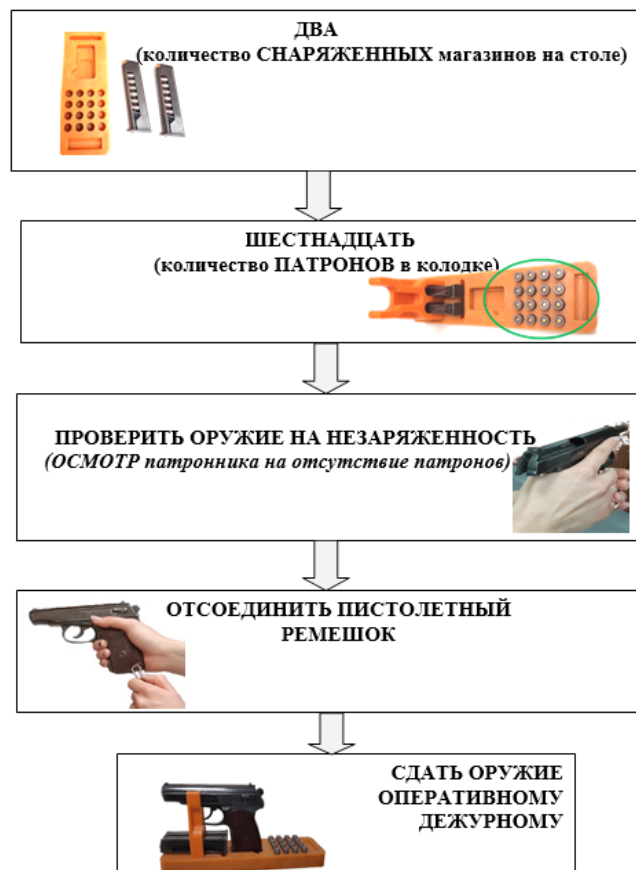 ДВА
(количество СНАРЯЖЕННЫХ магазинов на столе)
ШЕСТНАДЦАТЬ
(количество ПАТРОНОВ в колодке)
ПРОВЕРИТЬ ОРУЖИЕ НА НЕЗАРЯЖЕННОСТЬ
(ОСМОТР патронника на отсутствие патронов)
ОТСОЕДИНИТЬ ПИСТОЛЕТНЫЙ
РЕМЕШОК
СДАТЬ ОРУЖИЕ
ОПЕРАТИВНОМУ
ДЕЖУРНОМУ